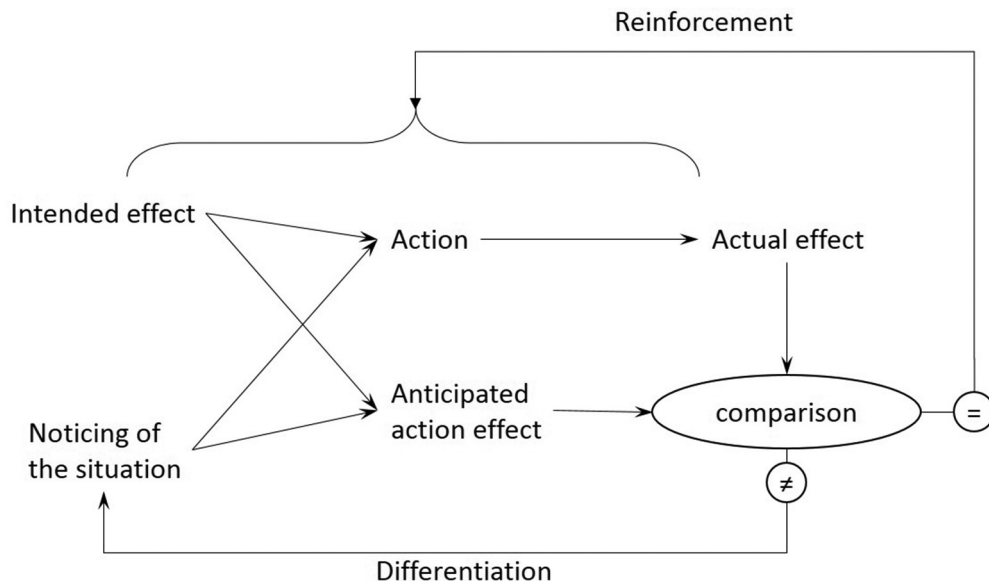 Reinforcement
Intended effect
Action
Actual effect
Anticipated
action effect
comparison
=
Noticing of
the situation
≠
Differentiation